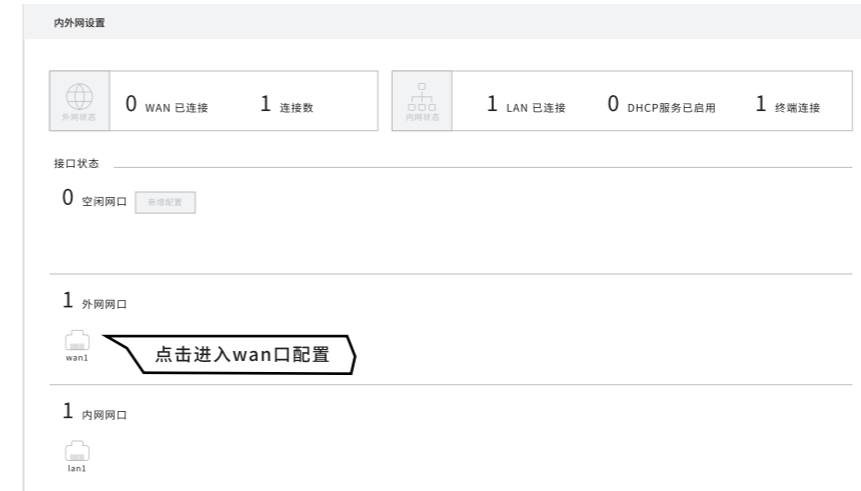 内外网设置
0 WAN 已连接 1 连接数 1 LAN 已连接 0 DHCP服务已启用 1 终端连接
外网状态 内网状态
接口状态
0 空闲网口 新增配置
1 外网网口
wan1 点击进入wan口配置
1 内网网口
lan1